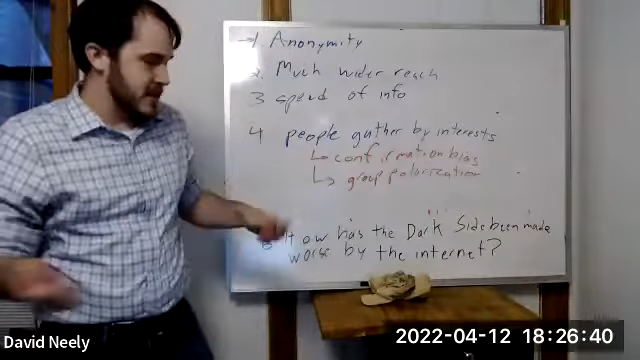 1. Anonymity
2. Much wider reach
3 speed of info
4 people gather by interests
↳ confirmation bias
↳ group polarization
How has the Dark Side been made
worse by the internet?
David Neely
2022-04-12 18:26:40